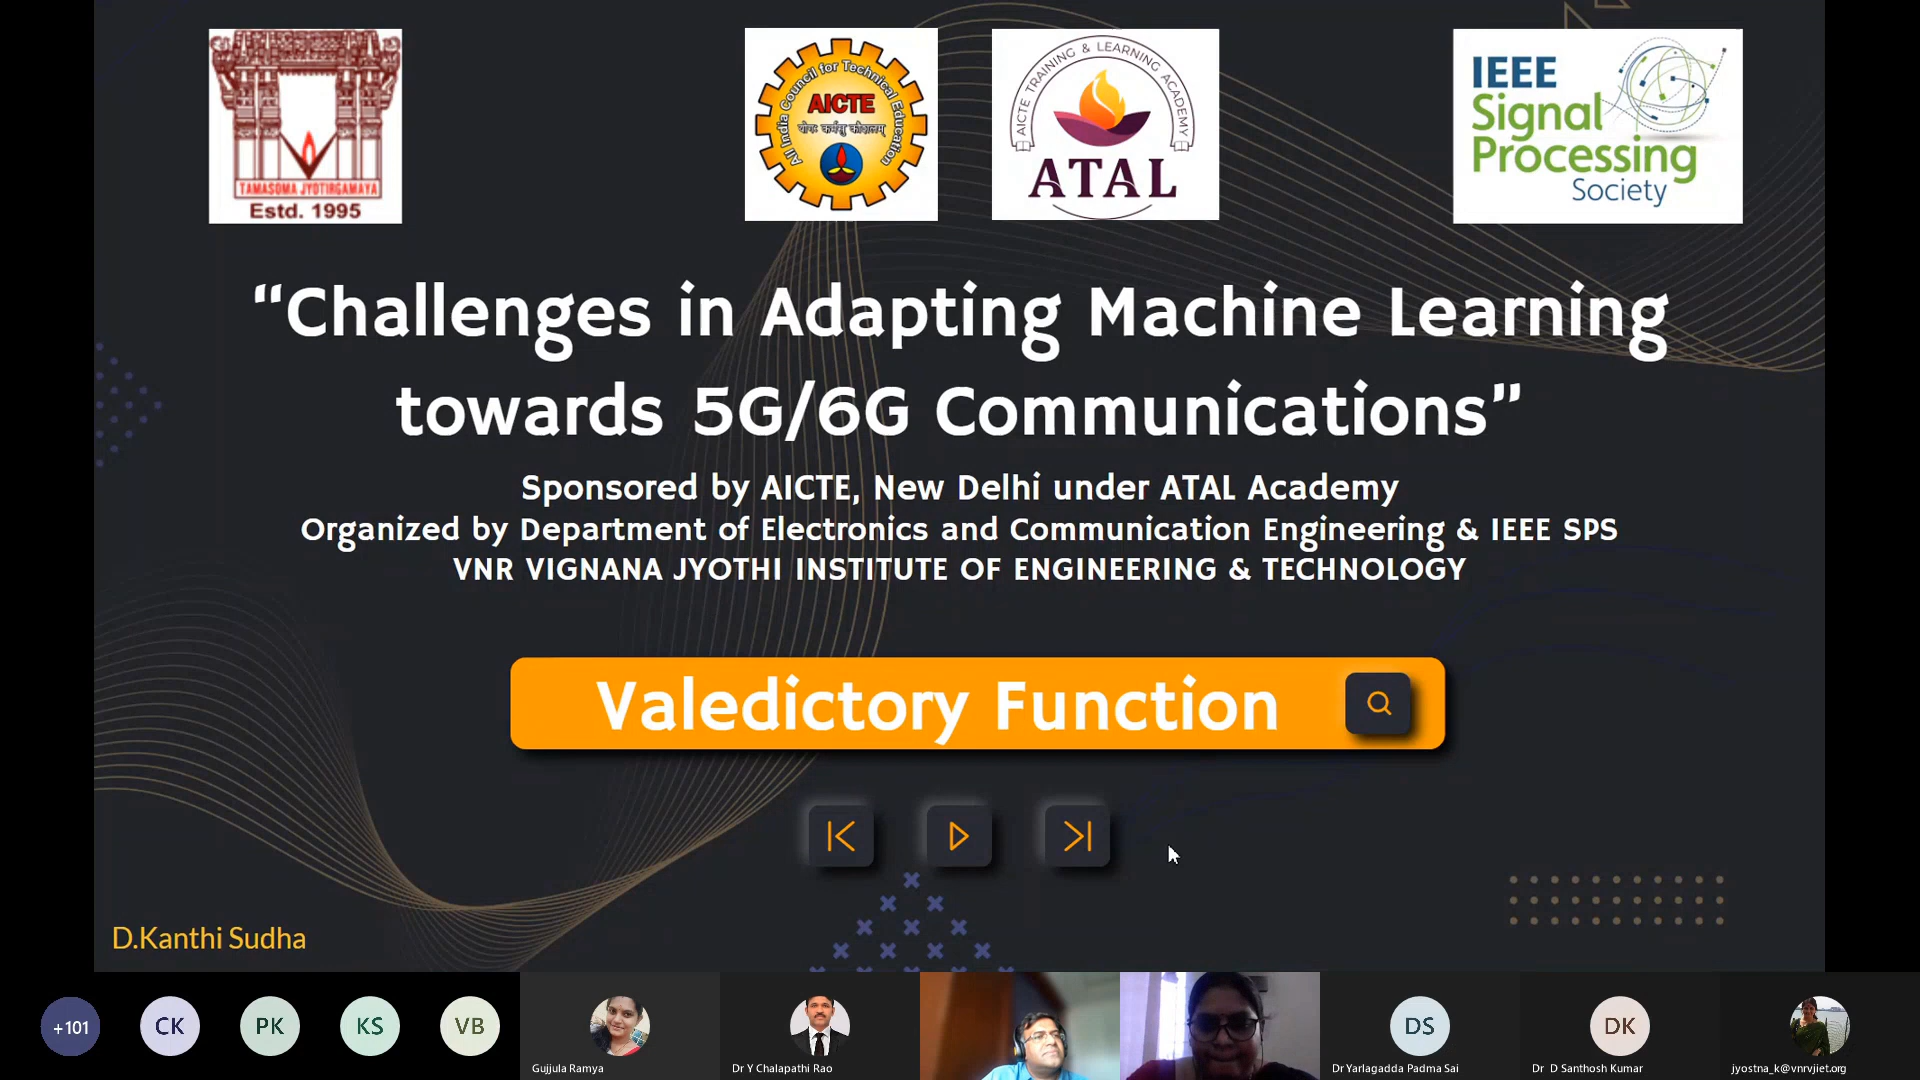 TAMASOMA JYOTIRGAMAYA
Estd. 1995
All India Council for Technical Education
AICTE
योगः कर्मसु कौशलम्
AICTE TRAINING & LEARNING ACADEMY
ATAL
IEEE
Signal
Processing
Society
“Challenges in Adapting Machine Learning
towards 5G/6G Communications”
Sponsored by AICTE, New Delhi under ATAL Academy
Organized by Department of Electronics and Communication Engineering & IEEE SPS
VNR VIGNANA JYOTHI INSTITUTE OF ENGINEERING & TECHNOLOGY
Valedictory Function
D.Kanthi Sudha
+101
CK
PK
KS
VB
Gujjula Ramya
Dr Y Chalapathi Rao
DS
Dr Yarlagadda Padma Sai
DK
Dr D Santhosh Kumar
jyostna_k@vnrvjiet.org